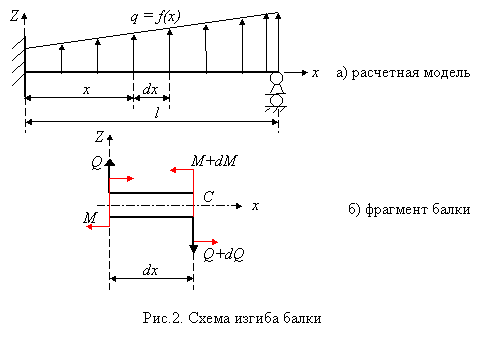 Z
q = f(x)
x
а) расчетная модель
x
dx
l
Z
Q
M+dM
C
x
б) фрагмент балки
M
Q+dQ
dx
Рис.2. Схема изгиба балки